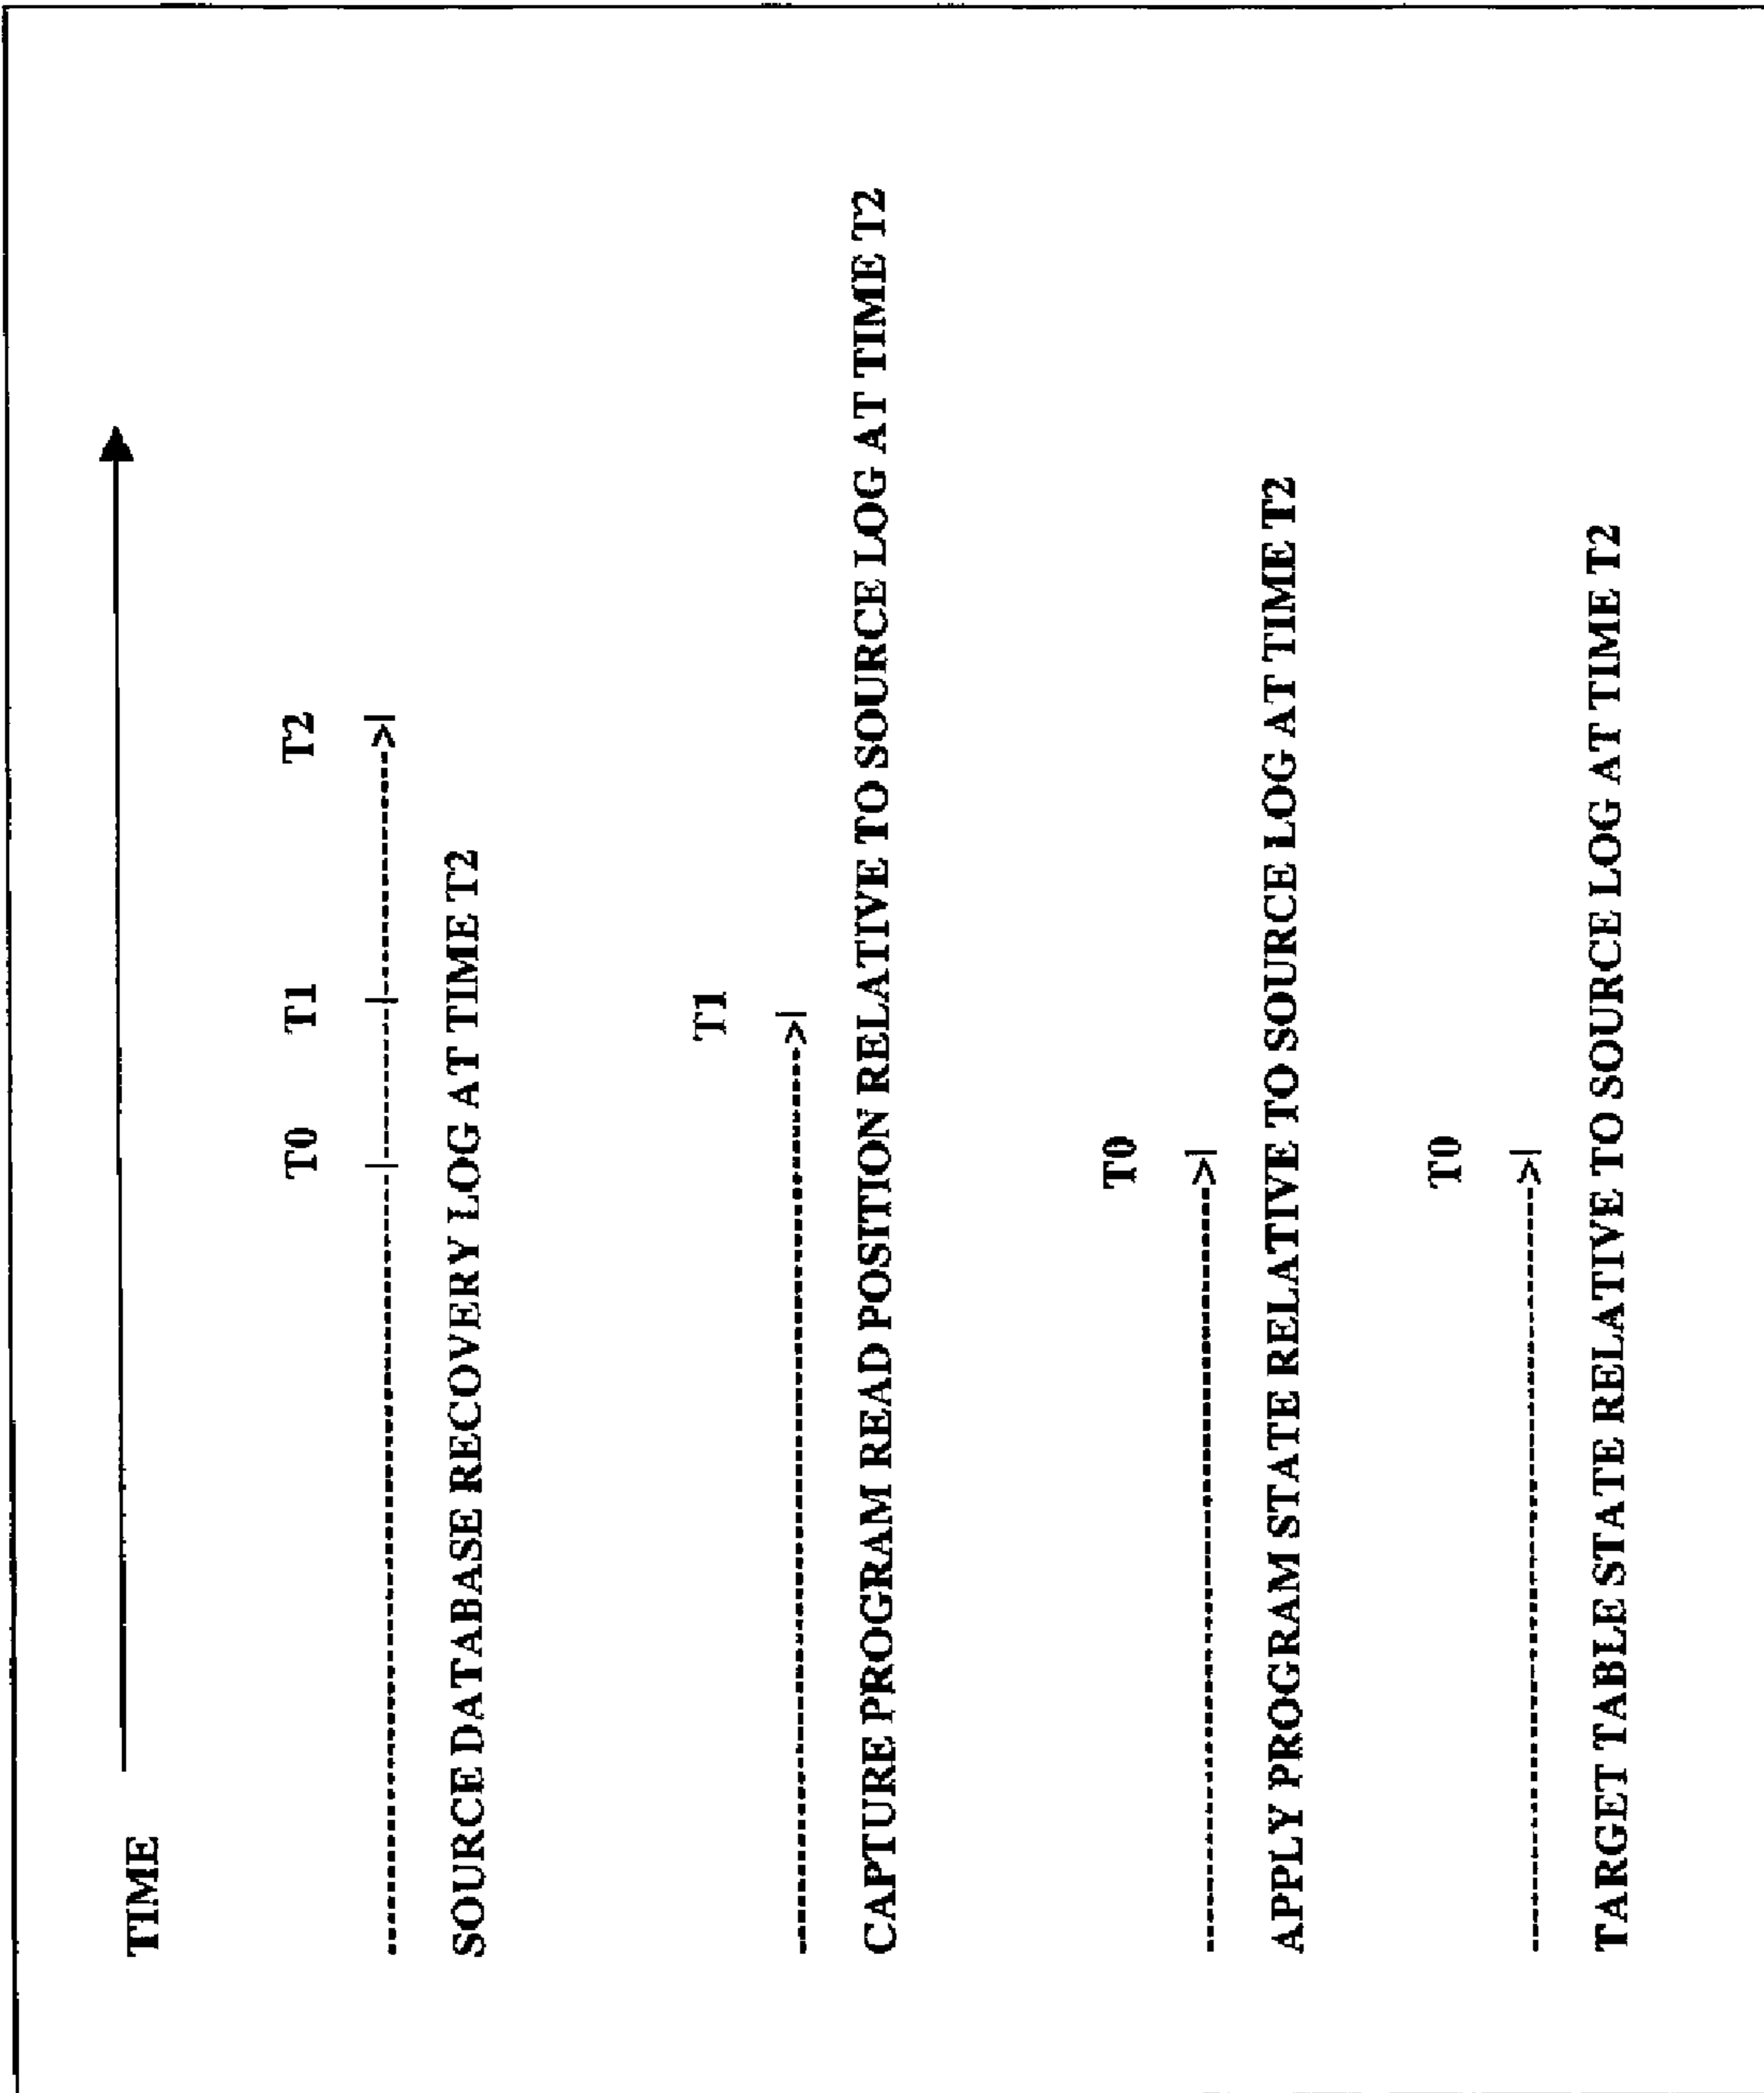 TIME
T0 T1 T2
SOURCE DATABASE RECOVERY LOG AT TIME T2
T1
CAPTURE PROGRAM READ POSITION RELATIVE TO SOURCE LOG AT TIME T2
T0
APPLY PROGRAM STATE RELATIVE TO SOURCE LOG AT TIME T2
T0
TARGET TABLE STATE RELATIVE TO SOURCE LOG AT TIME T2